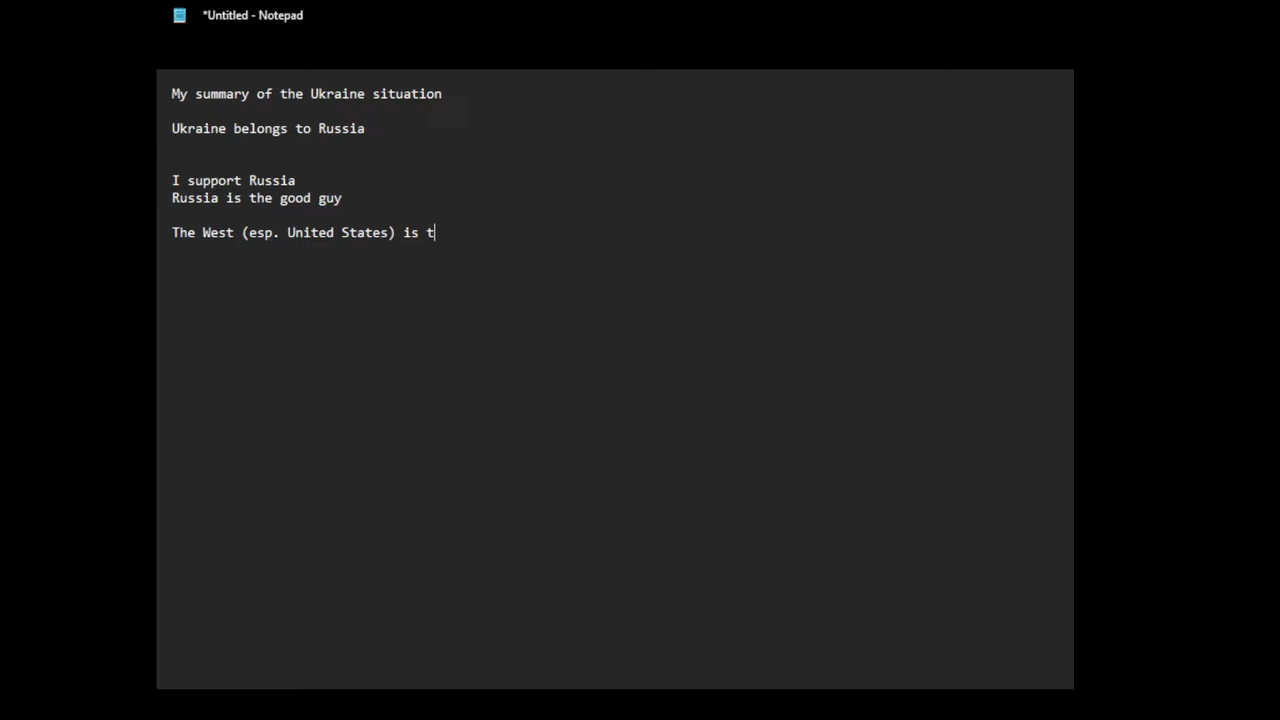 *Untitled - Notepad
My summary of the Ukraine situation
Ukraine belongs to Russia
I support Russia
Russia is the good guy
The West (esp. United States) is t